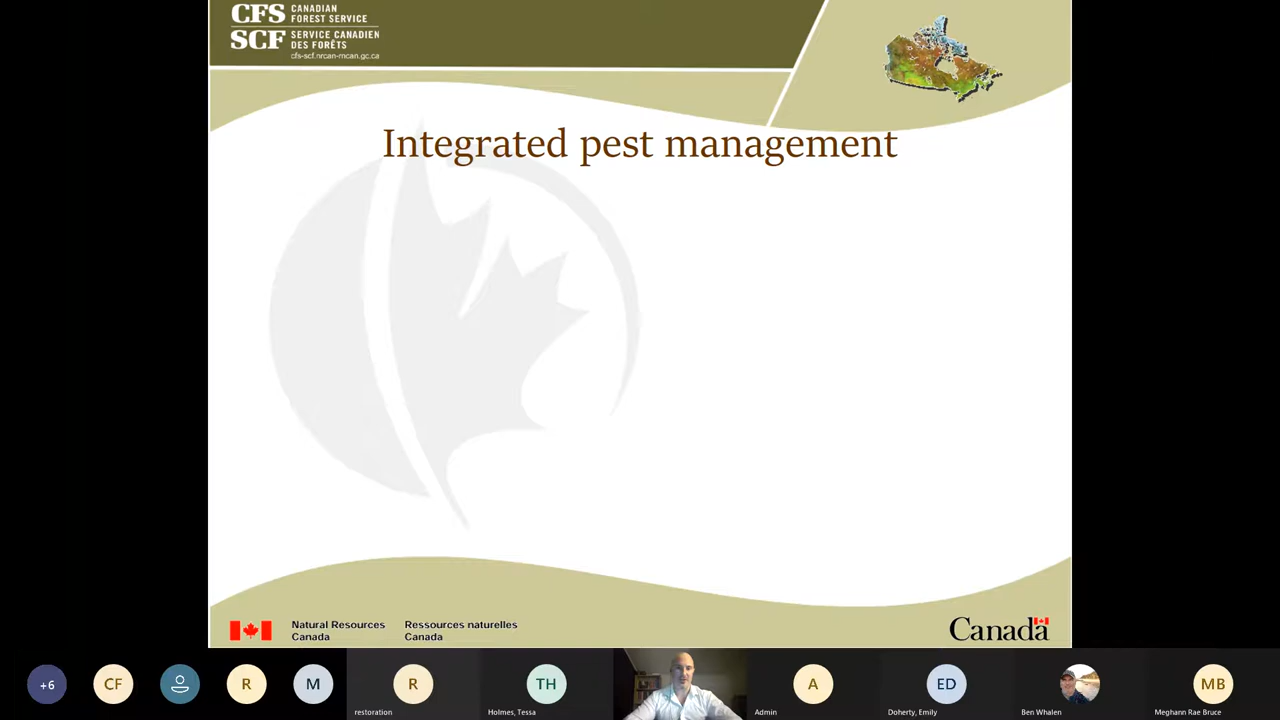 CFS CANADIAN
FOREST SERVICE
SCF SERVICE CANADIEN
DES FORÊTS
cfs-scf.nrcan-rncan.gc.ca
Integrated pest management
Natural Resources
Canada
Ressources naturelles
Canada
Canada
+6
CF
R
M
R
restoration
TH
Holmes, Tessa
A
Admin
ED
Doherty, Emily
Ben Whalen
MB
Meghann Rae Bruce